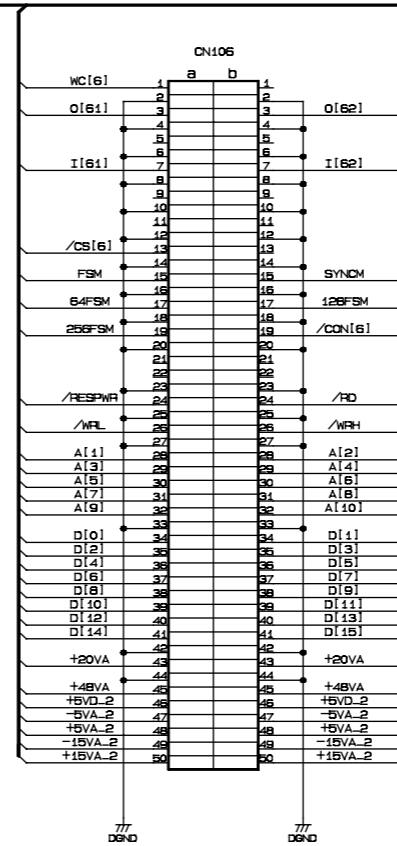 CN106
a b
WC[6] 1 1
2 2
O[61] 3 3 O[62]
4 4
5 5
6 6
I[61] 7 7 I[62]
8 8
9 9
10 10
11 11
12 12
/CS[6] 13 13
14 14
FSM 15 15 SYNCM
16 16
64FSM 17 17 128FSM
18 18
256FSM 19 19 /CON[6]
20 20
21 21
22 22
23 23
/RESPWR 24 24 /RD
25 25
/WRL 26 26 /WRH
27 27
A[1] 28 28 A[2]
A[3] 29 29 A[4]
A[5] 30 30 A[6]
A[7] 31 31 A[8]
A[9] 32 32 A[10]
33 33
D[0] 34 34 D[1]
D[2] 35 35 D[3]
D[4] 36 36 D[5]
D[6] 37 37 D[7]
D[8] 38 38 D[9]
D[10] 39 39 D[11]
D[12] 40 40 D[13]
D[14] 41 41 D[15]
42 42
+20VA 43 43 +20VA
44 44
+48VA 45 45 +48VA
+5VD_2 46 46 +5VD_2
-5VA_2 47 47 -5VA_2
+5VA_2 48 48 +5VA_2
-15VA_2 49 49 -15VA_2
+15VA_2 50 50 +15VA_2
DGND DGND